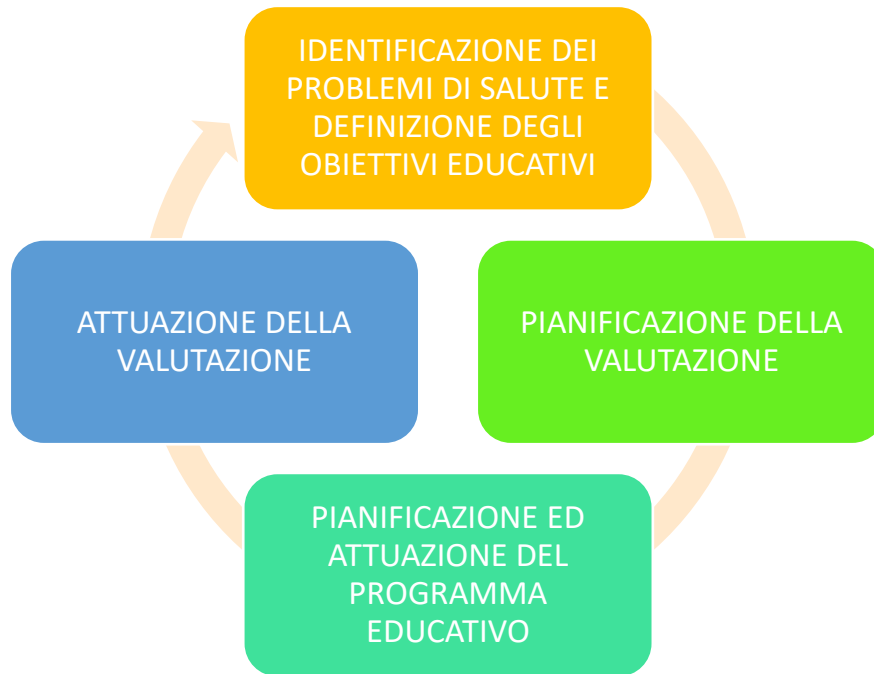 IDENTIFICAZIONE DEI
PROBLEMI DI SALUTE E
DEFINIZIONE DEGLI
OBIETTIVI EDUCATIVI
PIANIFICAZIONE DELLA
VALUTAZIONE
PIANIFICAZIONE ED
ATTUAZIONE DEL
PROGRAMMA
EDUCATIVO
ATTUAZIONE DELLA
VALUTAZIONE